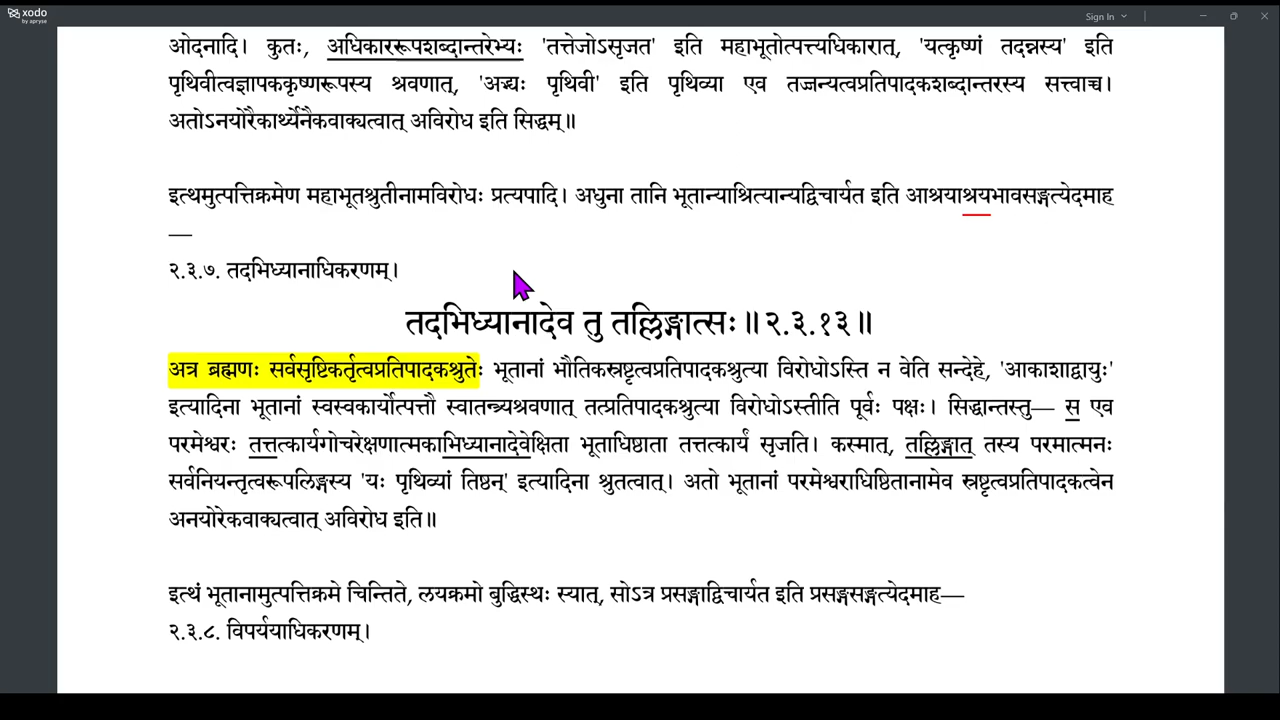 xodo
by apryse
Sign In
ओदनादि। कुतः, अधिकाररूपशब्दान्तरेभ्यः 'तत्तेजोऽसृजत' इति महाभूतोत्पत्त्यधिकारात्, 'यत्कृष्णं तदन्नस्य' इति
पृथिवीत्वज्ञापककृष्णरूपस्य श्रवणात्, 'अद्भ्यः पृथिवी' इति पृथिव्या एव तज्जन्यत्वप्रतिपादकशब्दान्तरस्य सत्त्वाच्च।
अतोऽनयोरैकार्थ्येनैकवाक्यत्वात् अविरोध इति सिद्धम्॥
इत्थमुत्पत्तिक्रमेण महाभूतश्रुतीनामविरोधः प्रत्यपादि। अधुना तानि भूतान्याश्रित्यान्यद्विचार्यत इति आश्रयाश्रयभावसङ्गत्येदमाह
—
२.३.७. तदभिध्यानाधिकरणम्।
तदभिध्यानादेव तु तल्लिङ्गात्सः॥२.३.१३॥
अत्र ब्रह्मणः सर्वसृष्टिकर्तृत्वप्रतिपादकश्रुतेः भूतानां भौतिकस्रष्टृत्वप्रतिपादकश्रुत्या विरोधोऽस्ति न वेति सन्देहे, 'आकाशाद्वायुः'
इत्यादिना भूतानां स्वस्वकार्योत्पत्तौ स्वातन्त्र्यश्रवणात् तत्प्रतिपादकश्रुत्या विरोधोऽस्तीति पूर्वः पक्षः। सिद्धान्तस्तु— स एव
परमेश्वरः तत्तत्कार्यगोचरेक्षणात्मकाभिध्यानादेवेक्षिता भूताधिष्ठाता तत्तत्कार्यं सृजति। कस्मात्, तल्लिङ्गात् तस्य परमात्मनः
सर्वनियन्तृत्वरूपलिङ्गस्य 'यः पृथिव्यां तिष्ठन्' इत्यादिना श्रुतत्वात्। अतो भूतानां परमेश्वराधिष्ठितानामेव स्रष्टृत्वप्रतिपादकत्वेन
अनयोरेकवाक्यत्वात् अविरोध इति॥
इत्थं भूतानामुत्पत्तिक्रमे चिन्तिते, लयक्रमो बुद्धिस्थः स्यात्, सोऽत्र प्रसङ्गाद्विचार्यत इति प्रसङ्गसङ्गत्येदमाह—
२.३.८. विपर्ययाधिकरणम्।